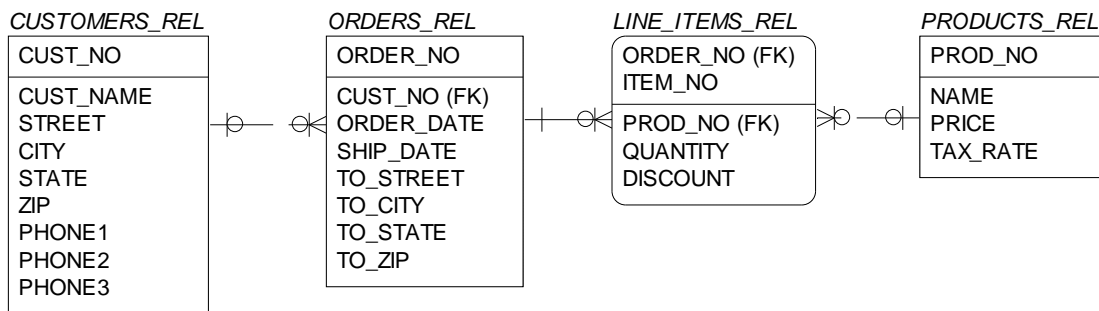 CUSTOMERS_REL
CUST_NO
CUST_NAME
STREET
CITY
STATE
ZIP
PHONE1
PHONE2
PHONE3
ORDERS_REL
ORDER_NO
CUST_NO (FK)
ORDER_DATE
SHIP_DATE
TO_STREET
TO_CITY
TO_STATE
TO_ZIP
LINE_ITEMS_REL
ORDER_NO (FK)
ITEM_NO
PROD_NO (FK)
QUANTITY
DISCOUNT
PRODUCTS_REL
PROD_NO
NAME
PRICE
TAX_RATE